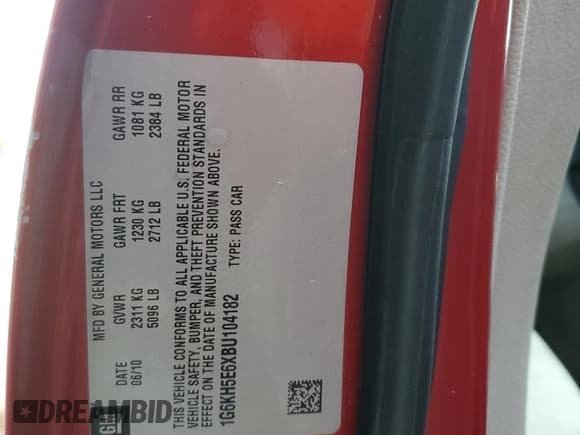 MFD BY GENERAL MOTORS LLC
DATE GVWR GAWR FRT GAWR RR
06/10 2311 KG 1230 KG 1081 KG
5096 LB 2712 LB 2384 LB
THIS VEHICLE CONFORMS TO ALL APPLICABLE U.S. FEDERAL MOTOR
VEHICLE SAFETY, BUMPER, AND THEFT PREVENTION STANDARDS IN
EFFECT ON THE DATE OF MANUFACTURE SHOWN ABOVE.
1G6KH5E6XBU104182 TYPE: PASS CAR
GM
DREAMBID